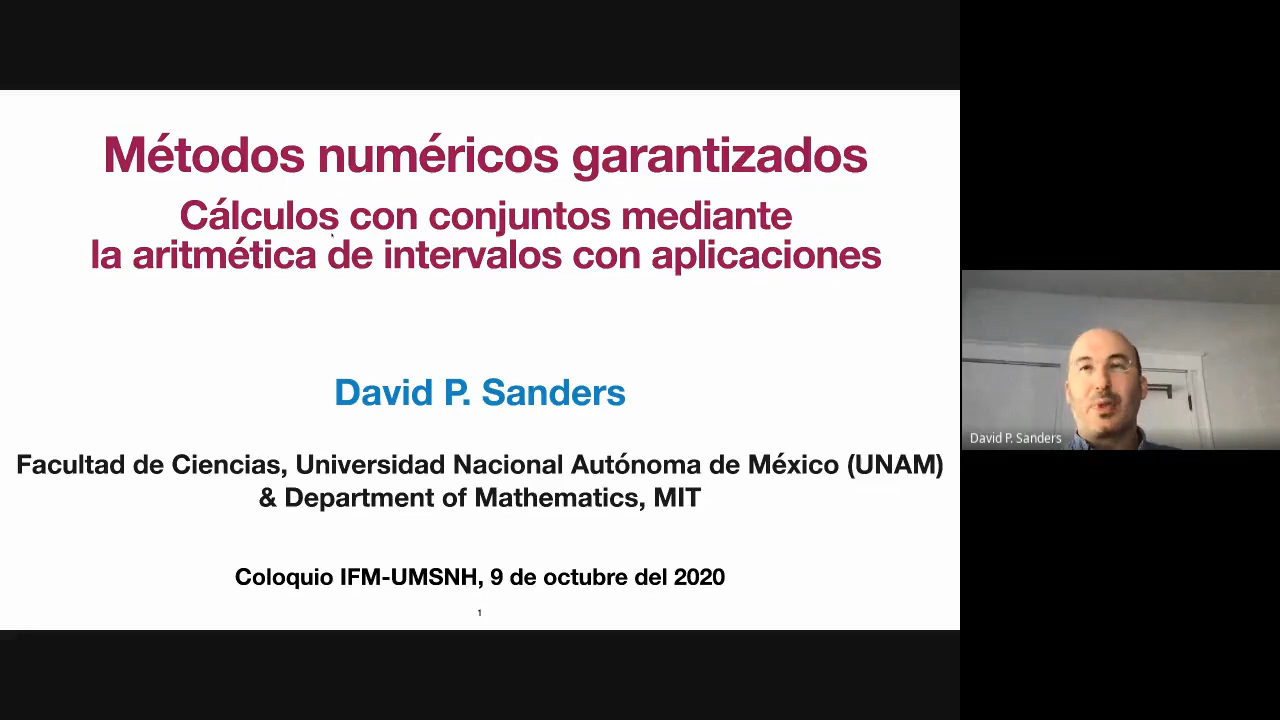 Métodos numéricos garantizados
Cálculos con conjuntos mediante
la aritmética de intervalos con aplicaciones
David P. Sanders
Facultad de Ciencias, Universidad Nacional Autónoma de México (UNAM)
& Department of Mathematics, MIT
Coloquio IFM-UMSNH, 9 de octubre del 2020
1
David P. Sanders